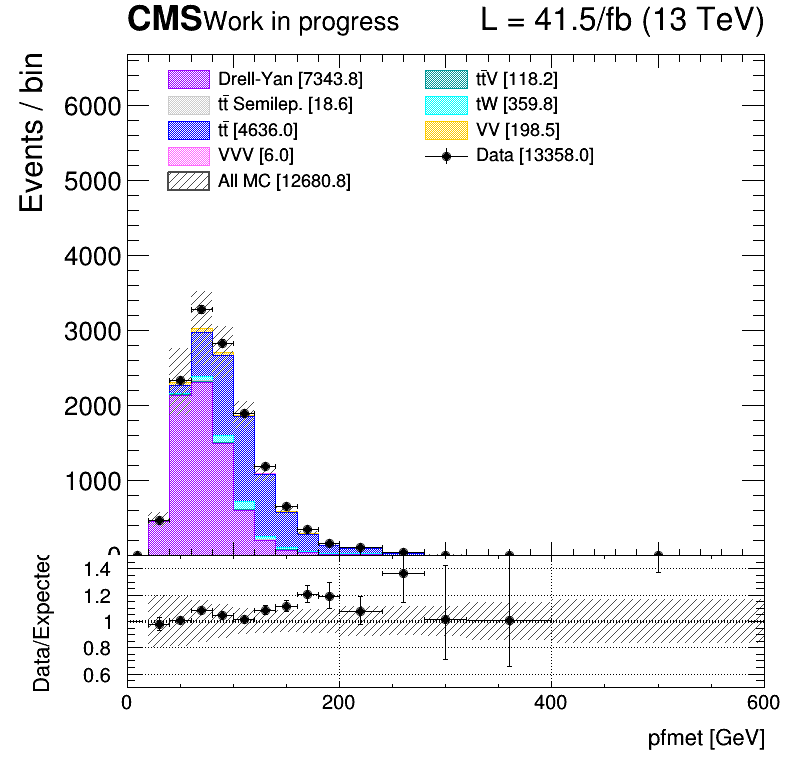 CMS Work in progress L = 41.5/fb (13 TeV)
Events / bin
6000
5000
4000
3000
2000
1000
0
Drell-Yan [7343.8]
tt̄ Semilep. [18.6]
tt̄ [4636.0]
VVV [6.0]
All MC [12680.8]
tt̄V [118.2]
tW [359.8]
VV [198.5]
Data [13358.0]
Data/Expected
1.4
1.2
1
0.8
0.6
0 200 400 600
pfmet [GeV]